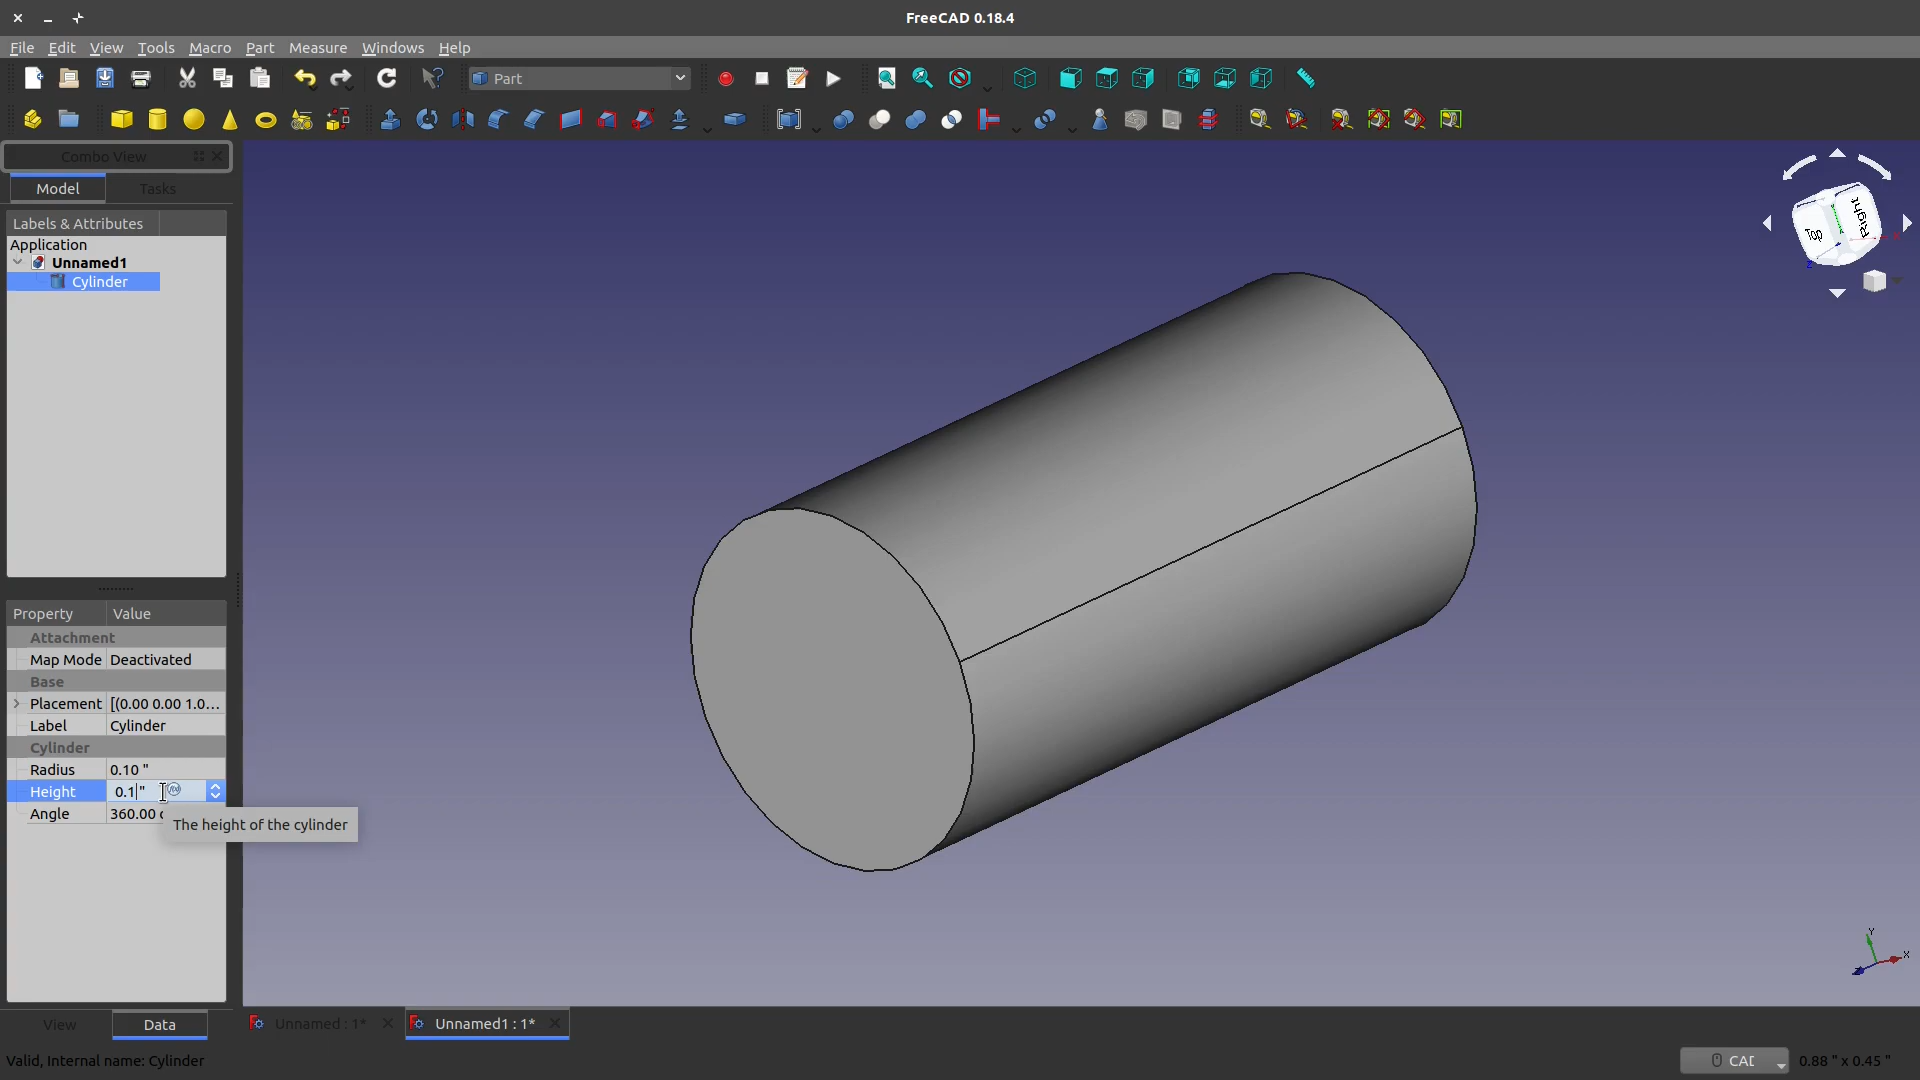 FreeCAD 0.18.4
File Edit View Tools Macro Part Measure Windows Help
Part
Combo View
Model Tasks
Labels & Attributes
Application
Unnamed1
Cylinder
Top
Right
Property Value
Attachment
Map Mode Deactivated
Base
Placement [(0.00 0.00 1.0...
Label Cylinder
Cylinder
Radius 0.10 "
Height 0.1"
Angle 360.00
The height of the cylinder
Y
X
View Data
Unnamed : 1*
Unnamed1 : 1*
Valid, Internal name: Cylinder
CAD
0.88 " x 0.45 "